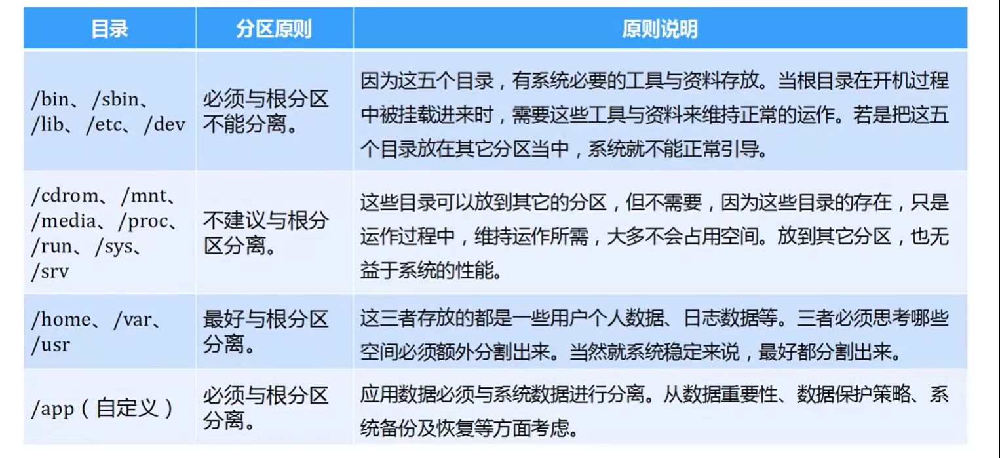 目录 分区原则 原则说明
/bin、/sbin、
/lib、/etc、/dev
必须与根分区
不能分离。
因为这五个目录，有系统必要的工具与资料存放。当根目录在开机过程
中被挂载进来时，需要这些工具与资料来维持正常的运作。若是把这五
个目录放在其它分区当中，系统就不能正常引导。
/cdrom、/mnt、
/media、/proc、
/run、/sys、
/srv
不建议与根分
区分离。
这些目录可以放到其它的分区，但不需要，因为这些目录的存在，只是
运作过程中，维持运作所需，大多不会占用空间。放到其它分区，也无
益于系统的性能。
/home、/var、
/usr
最好与根分区
分离。
这三者存放的都是一些用户个人数据、日志数据等。三者必须思考哪些
空间必须额外分割出来。当然就系统稳定来说，最好都分割出来。
/app（自定义）
必须与根分区
分离。
应用数据必须与系统数据进行分离。从数据重要性、数据保护策略、系
统备份及恢复等方面考虑。